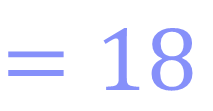 = 18